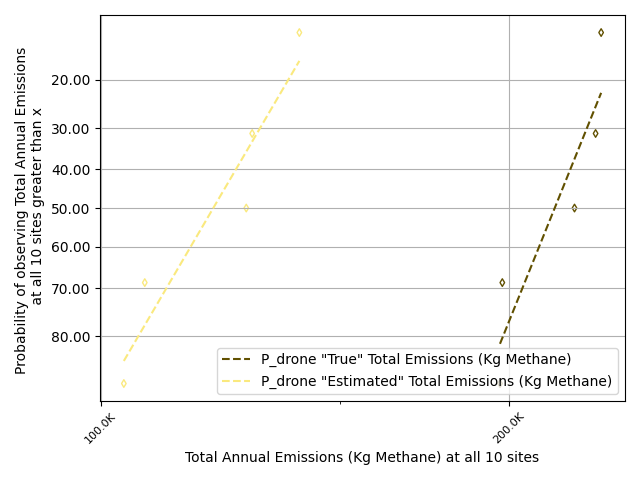 Probability of observing Total Annual Emissions
at all 10 sites greater than x
20.00
30.00
40.00
50.00
60.00
70.00
80.00
P_drone "True" Total Emissions (Kg Methane)
P_drone "Estimated" Total Emissions (Kg Methane)
100.0K
200.0K
Total Annual Emissions (Kg Methane) at all 10 sites